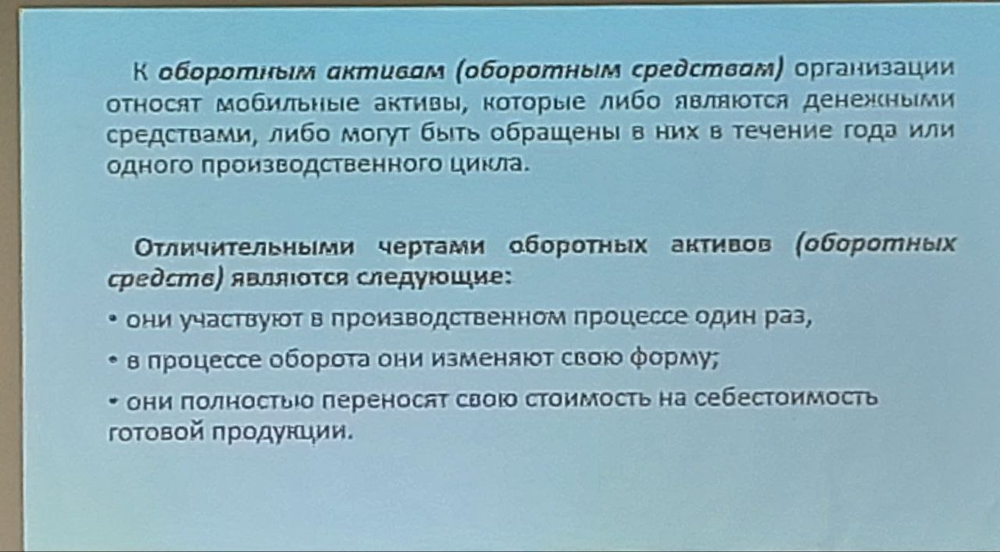 К оборотным активам (оборотным средствам) организации
относят мобильные активы, которые либо являются денежными
средствами, либо могут быть обращены в них в течение года или
одного производственного цикла.
Отличительными чертами оборотных активов (оборотных
средств) являются следующие:
• они участвуют в производственном процессе один раз,
• в процессе оборота они изменяют свою форму;
• они полностью переносят свою стоимость на себестоимость
готовой продукции.